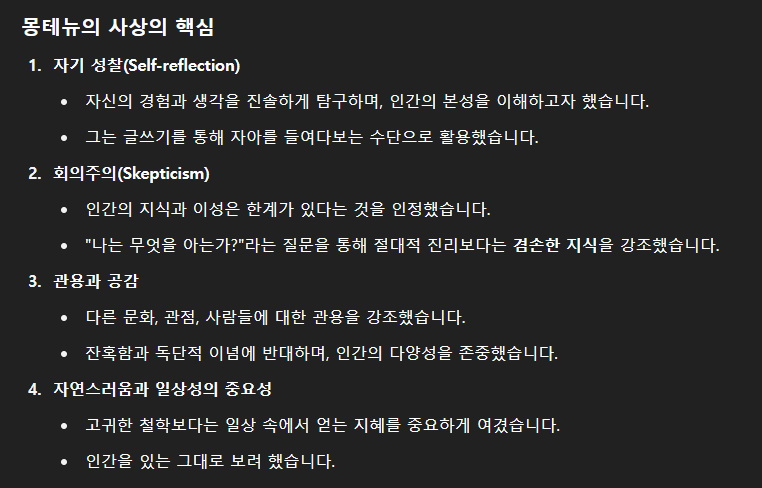 몽테뉴의 사상의 핵심
1. 자기 성찰(Self-reflection)
• 자신의 경험과 생각을 진솔하게 탐구하며, 인간의 본성을 이해하고자 했습니다.
• 그는 글쓰기를 통해 자아를 들여다보는 수단으로 활용했습니다.
2. 회의주의(Skepticism)
• 인간의 지식과 이성은 한계가 있다는 것을 인정했습니다.
• "나는 무엇을 아는가?"라는 질문을 통해 절대적 진리보다는 겸손한 지식을 강조했습니다.
3. 관용과 공감
• 다른 문화, 관점, 사람들에 대한 관용을 강조했습니다.
• 잔혹함과 독단적 이념에 반대하며, 인간의 다양성을 존중했습니다.
4. 자연스러움과 일상성의 중요성
• 고귀한 철학보다는 일상 속에서 얻는 지혜를 중요하게 여겼습니다.
• 인간을 있는 그대로 보려 했습니다.